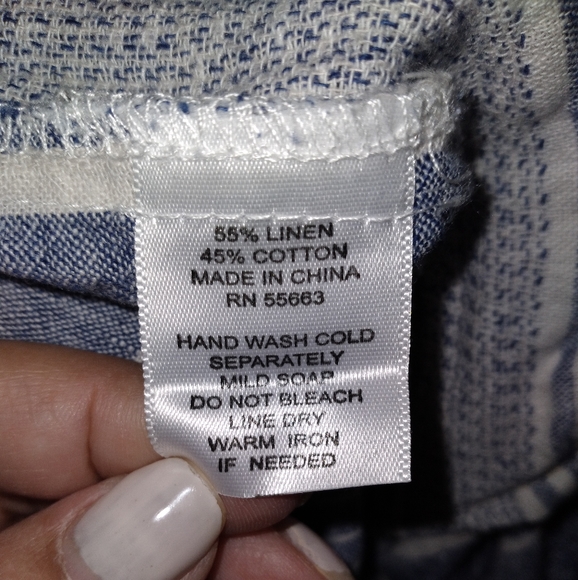 55% LINEN
45% COTTON
MADE IN CHINA
RN 55663
HAND WASH COLD
SEPARATELY
MILD SOAP
DO NOT BLEACH
LINE DRY
WARM IRON
IF NEEDED